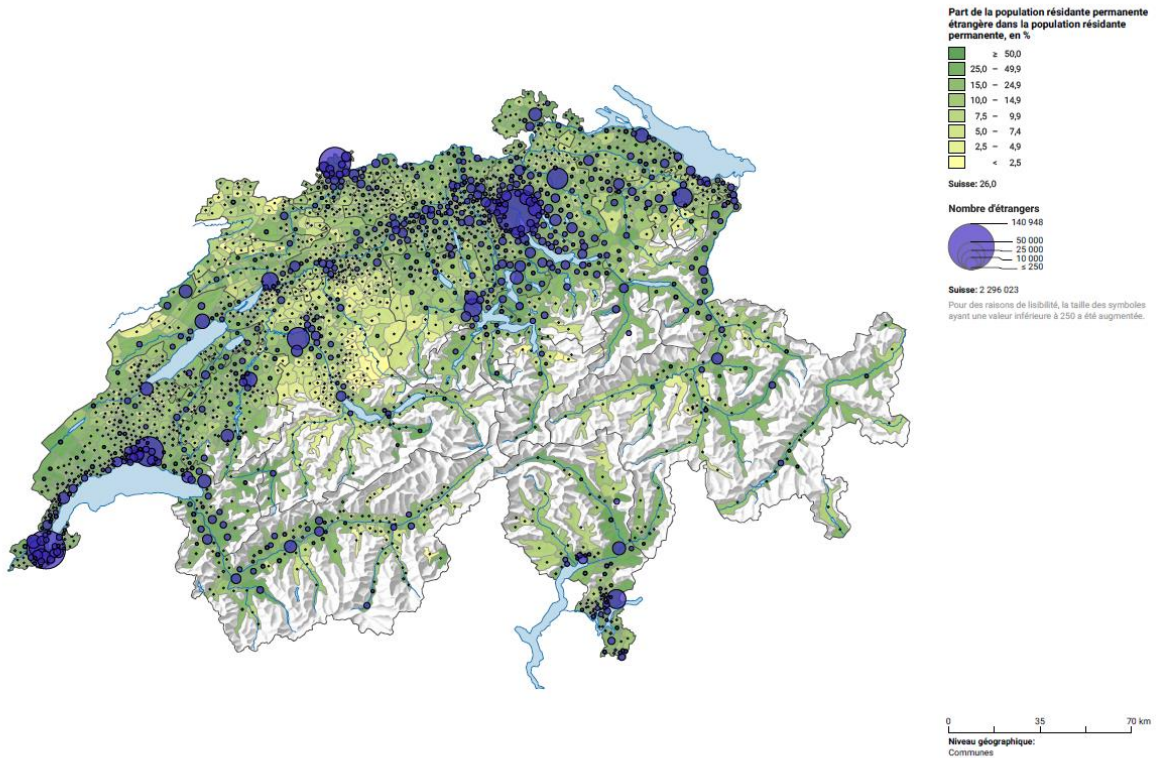 Part de la population résidante permanente
étrangère dans la population résidante
permanente, en %
≥ 50,0
25,0 – 49,9
15,0 – 24,9
10,0 – 14,9
7,5 – 9,9
5,0 – 7,4
2,5 – 4,9
< 2,5
Suisse: 26,0
Nombre d'étrangers
140 948
50 000
25 000
10 000
≤ 250
Suisse: 2 296 023
Pour des raisons de lisibilité, la taille des symboles
ayant une valeur inférieure à 250 a été augmentée.
0 35 70 km
Niveau géographique:
Communes